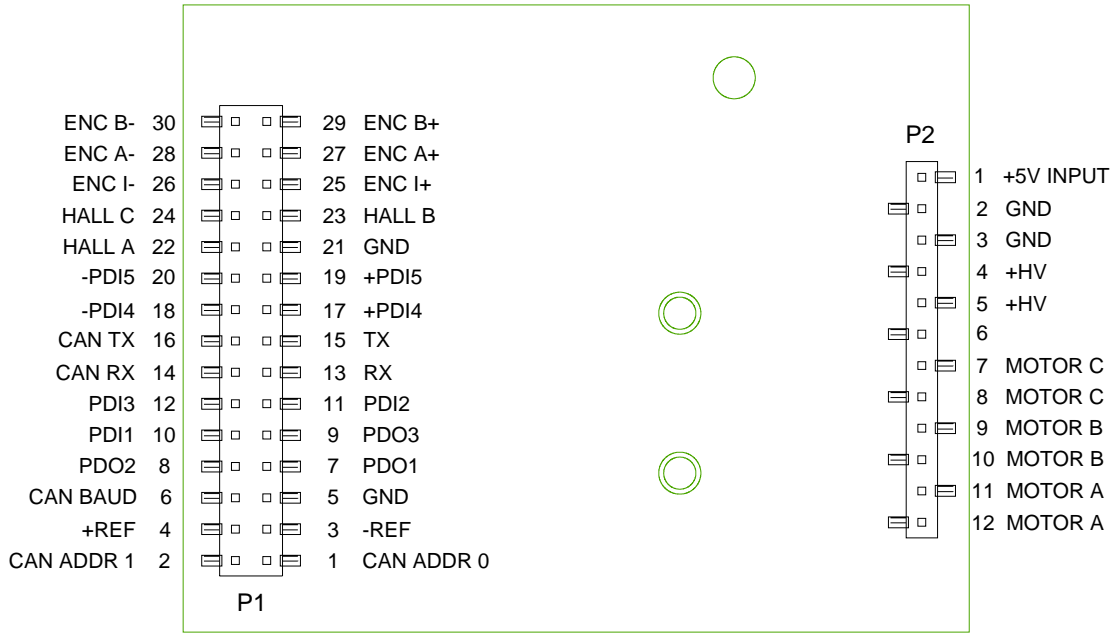 P2
ENC B- 30 29 ENC B+
ENC A- 28 27 ENC A+
ENC I- 26 25 ENC I+
HALL C 24 23 HALL B
HALL A 22 21 GND
-PDI5 20 19 +PDI5
-PDI4 18 17 +PDI4
CAN TX 16 15 TX
CAN RX 14 13 RX
PDI3 12 11 PDI2
PDI1 10 9 PDO3
PDO2 8 7 PDO1
CAN BAUD 6 5 GND
+REF 4 3 -REF
CAN ADDR 1 2 1 CAN ADDR 0
P1
1 +5V INPUT
2 GND
3 GND
4 +HV
5 +HV
6
7 MOTOR C
8 MOTOR C
9 MOTOR B
10 MOTOR B
11 MOTOR A
12 MOTOR A